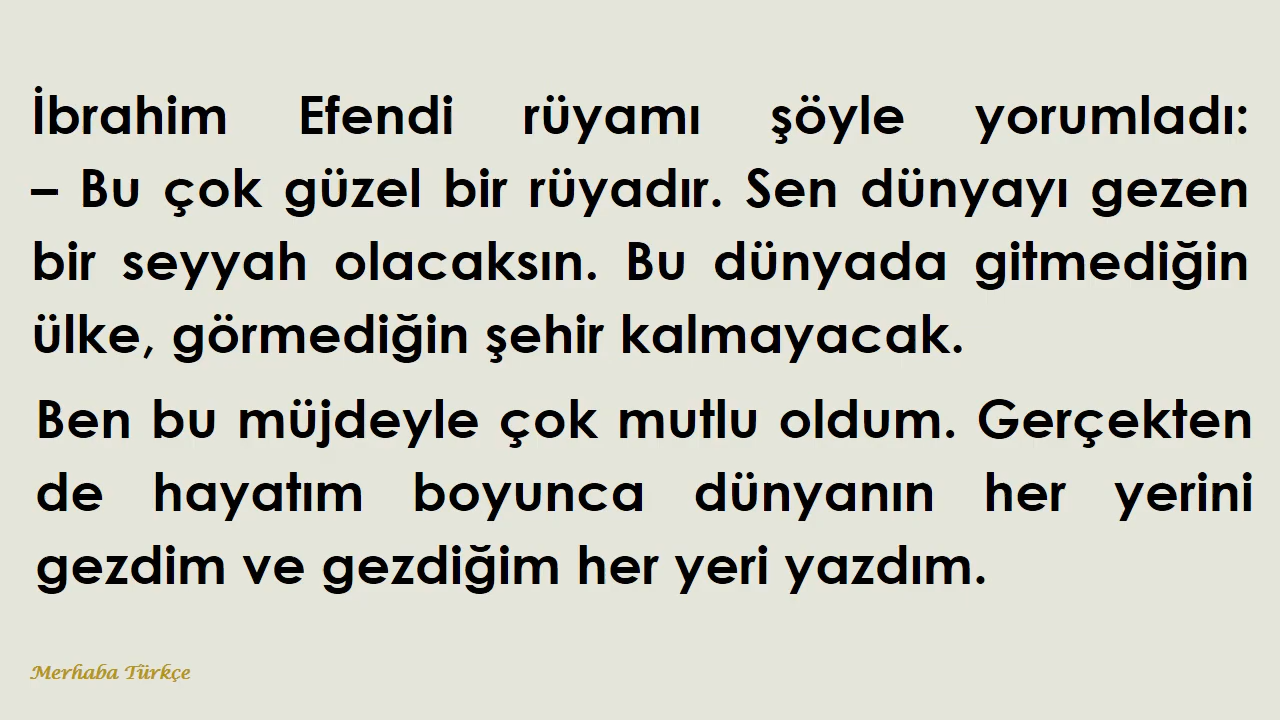 İbrahim Efendi rüyamı şöyle yorumladı:
– Bu çok güzel bir rüyadır. Sen dünyayı gezen
bir seyyah olacaksın. Bu dünyada gitmediğin
ülke, görmediğin şehir kalmayacak.
Ben bu müjdeyle çok mutlu oldum. Gerçekten
de hayatım boyunca dünyanın her yerini
gezdim ve gezdiğim her yeri yazdım.
Merhaba Türkçe